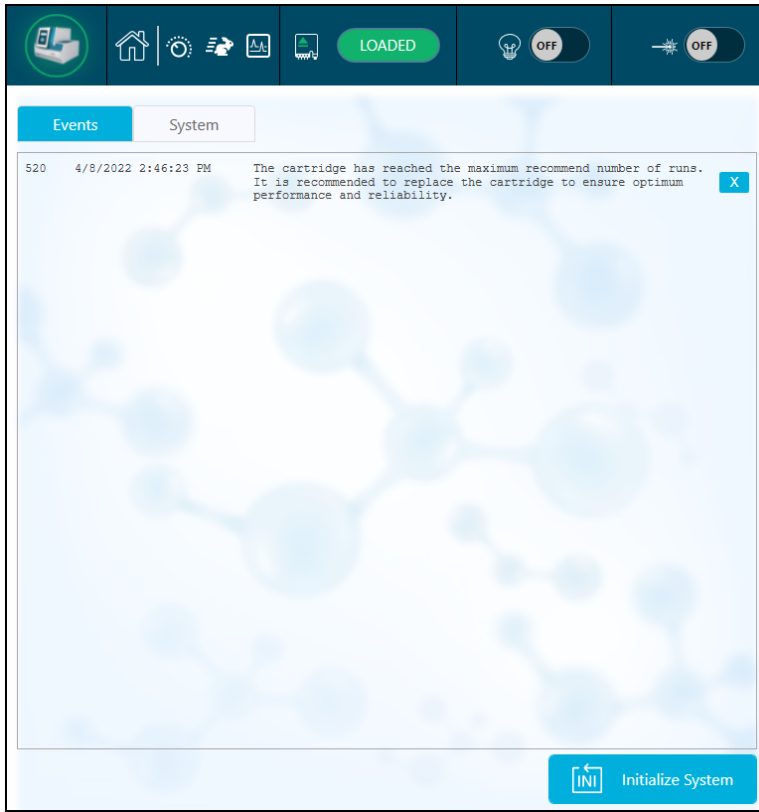 LOADED
OFF
OFF
Events
System
520 4/8/2022 2:46:23 PM The cartridge has reached the maximum recommend number of runs.
It is recommended to replace the cartridge to ensure optimum
performance and reliability.
X
INI
Initialize System